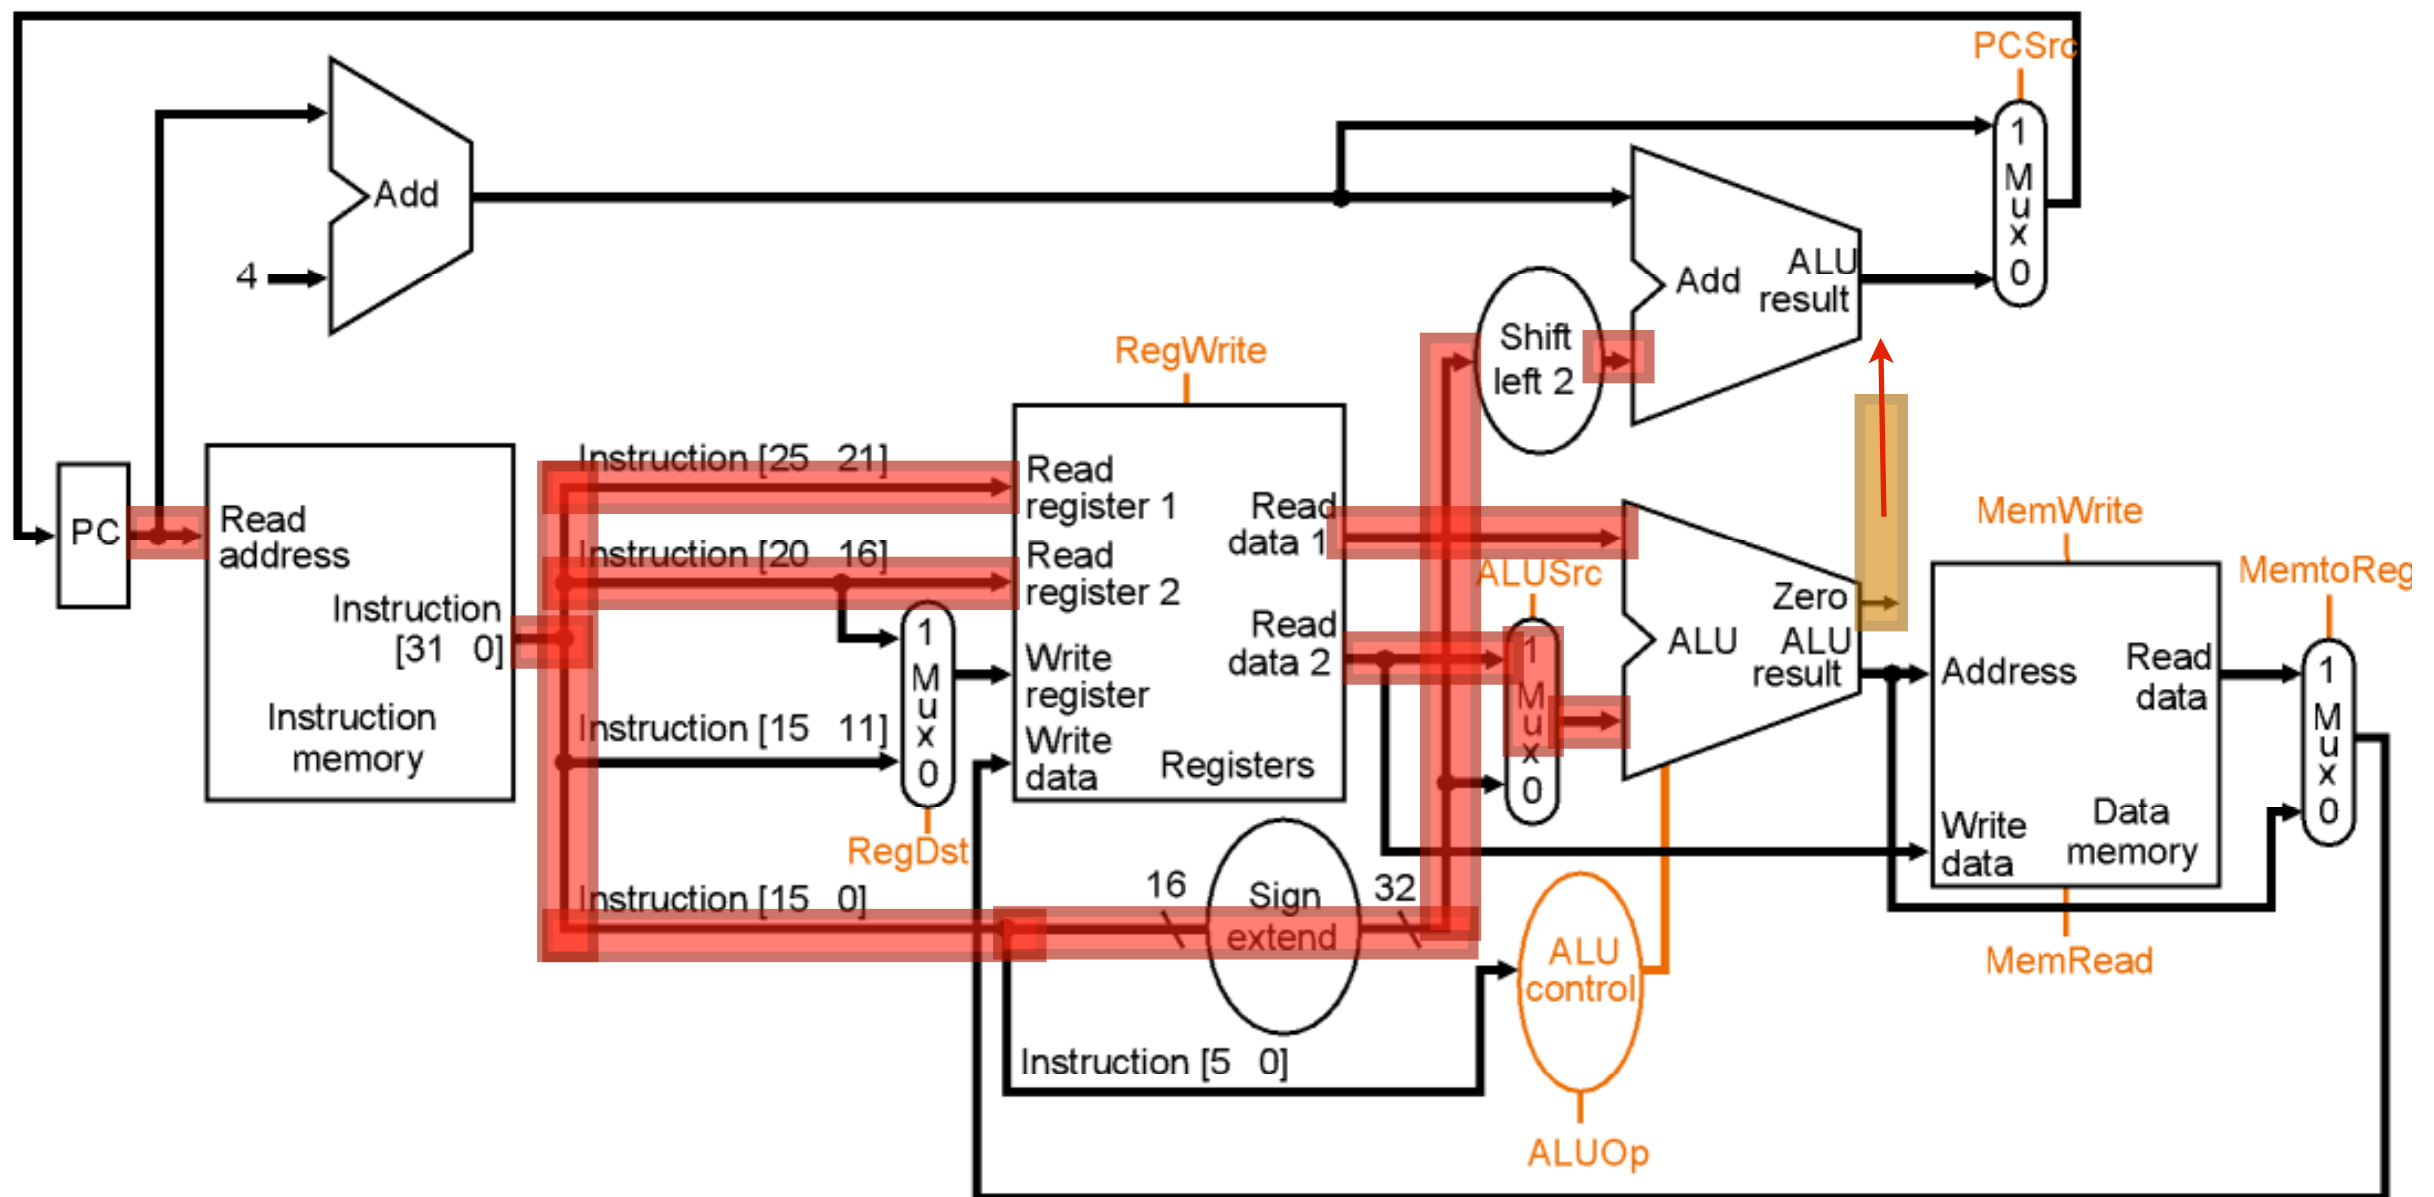 PCSrc
1
M
u
x
0
Add
4
Add
ALU
result
Shift
left 2
RegWrite
PC
Read
address
Instruction
[31 0]
Instruction
memory
Instruction [25 21]
Instruction [20 16]
Instruction [15 11]
Instruction [15 0]
1
M
u
x
0
RegDst
Read
register 1
Read
register 2
Write
register
Write
data
Read
data 1
Read
data 2
Registers
16
Sign
extend
32
Instruction [5 0]
ALUSrc
1
M
u
x
0
Zero
ALU
ALU
result
ALU
control
ALUOp
MemWrite
Address
Read
data
Write
data
Data
memory
MemRead
MemtoReg
1
M
u
x
0